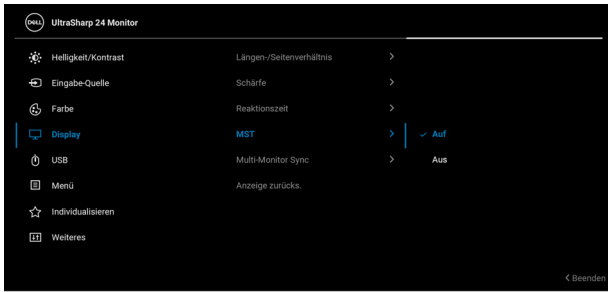 DELL UltraSharp 24 Monitor
Helligkeit/Kontrast Längen-/Seitenverhältnis
Eingabe-Quelle Schärfe
Farbe Reaktionszeit
Display MST Auf
USB Multi-Monitor Sync Aus
Menü Anzeige zurücks.
Individualisieren
Weiteres
Beenden